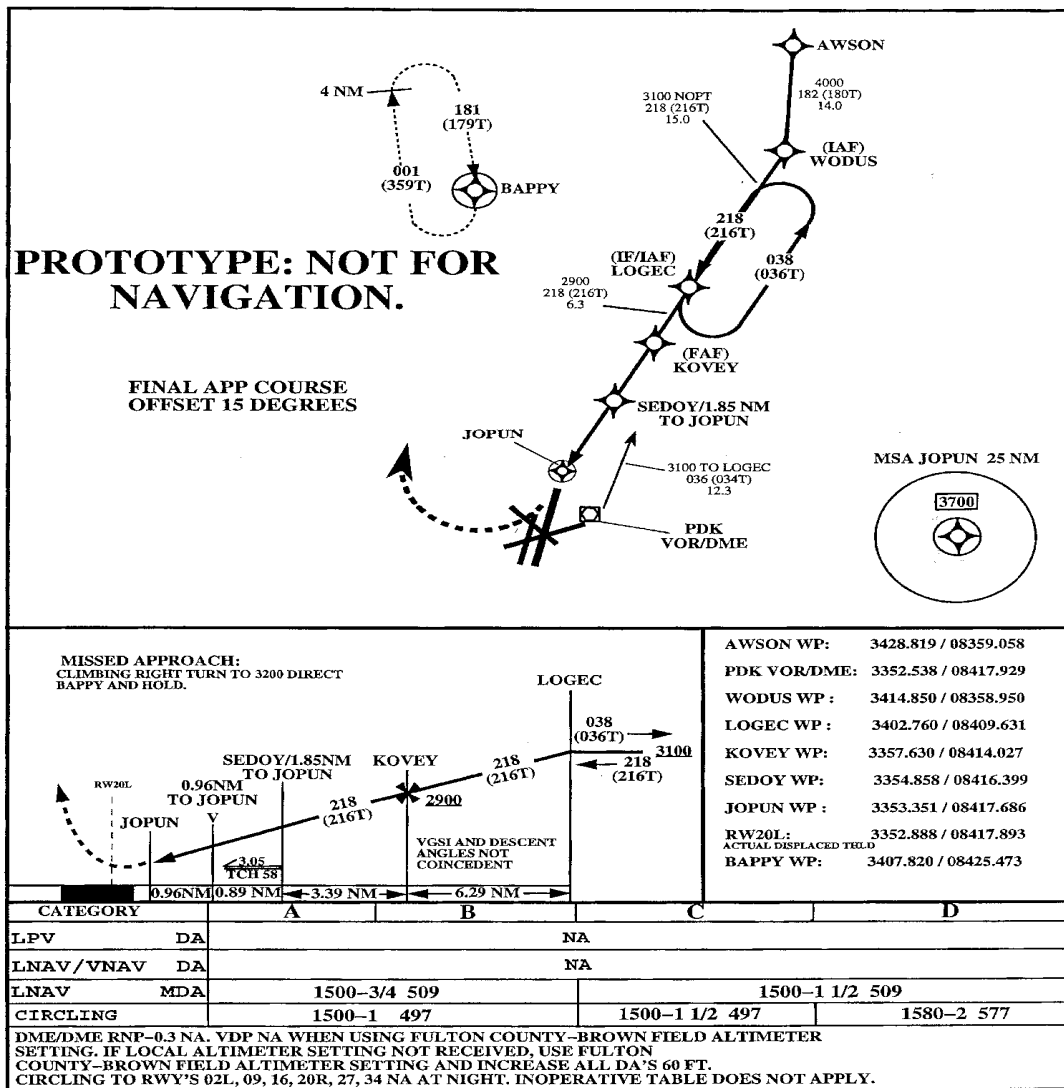 AWSON
4000
182 (180T)
14.0
4 NM
181
(179T)
3100 NOPT
218 (216T)
15.0
(IAF)
WODUS
001
(359T)
BAPPY
218
(216T)
038
(036T)
PROTOTYPE: NOT FOR
NAVIGATION.
(IF/IAF)
LOGEC
2900
218 (216T)
6.3
(FAF)
KOVEY
FINAL APP COURSE
OFFSET 15 DEGREES
SEDOY/1.85 NM
TO JOPUN
JOPUN
3100 TO LOGEC
036 (034T)
12.3
MSA JOPUN 25 NM
3700
PDK
VOR/DME
MISSED APPROACH:
CLIMBING RIGHT TURN TO 3200 DIRECT
BAPPY AND HOLD.
LOGEC
038
(036T)
3100
218
(216T)
SEDOY/1.85NM
TO JOPUN
KOVEY
218
(216T)
2900
RW20L
0.96NM
TO JOPUN
V
JOPUN
218
(216T)
VGSI AND DESCENT
ANGLES NOT
COINCEDENT
3.05
TCH 58
0.96NM 0.89 NM 3.39 NM 6.29 NM
AWSON WP: 3428.819 / 08359.058
PDK VOR/DME: 3352.538 / 08417.929
WODUS WP : 3414.850 / 08358.950
LOGEC WP : 3402.760 / 08409.631
KOVEY WP: 3357.630 / 08414.027
SEDOY WP: 3354.858 / 08416.399
JOPUN WP : 3353.351 / 08417.686
RW20L: 3352.888 / 08417.893
ACTUAL DISPLACED THLD
BAPPY WP: 3407.820 / 08425.473
CATEGORY A B C D
LPV DA NA
LNAV/VNAV DA NA
LNAV MDA 1500-3/4 509 1500-1 1/2 509
CIRCLING 1500-1 497 1500-1 1/2 497 1580-2 577
DME/DME RNP-0.3 NA. VDP NA WHEN USING FULTON COUNTY-BROWN FIELD ALTIMETER
SETTING. IF LOCAL ALTIMETER SETTING NOT RECEIVED, USE FULTON
COUNTY-BROWN FIELD ALTIMETER SETTING AND INCREASE ALL DA'S 60 FT.
CIRCLING TO RWY'S 02L, 09, 16, 20R, 27, 34 NA AT NIGHT. INOPERATIVE TABLE DOES NOT APPLY.